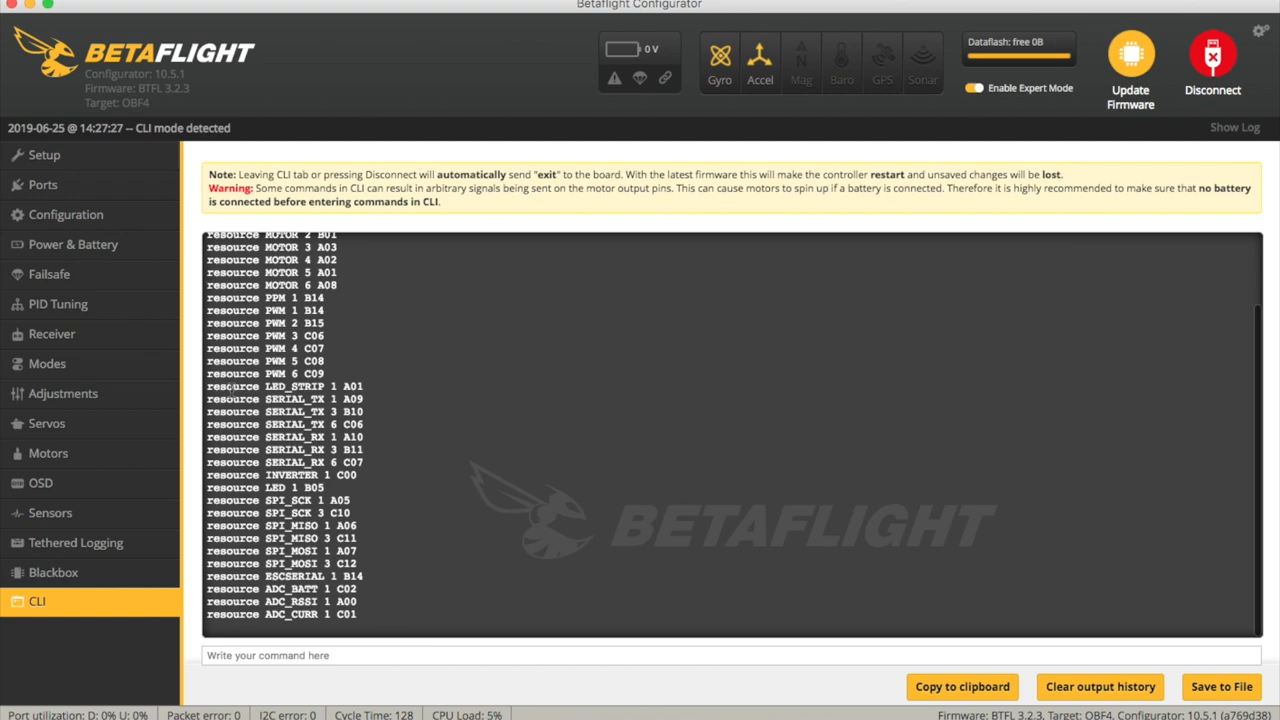 Betaflight Configurator
BETAFLIGHT
Configurator: 10.5.1
Firmware: BTFL 3.2.3
Target: OBF4
0 V
Gyro
Accel
Mag
Baro
GPS
Sonar
Dataflash: free 0B
Enable Expert Mode
Update
Firmware
Disconnect
2019-06-25 @ 14:27:27 -- CLI mode detected
Show Log
Setup
Ports
Configuration
Power & Battery
Failsafe
PID Tuning
Receiver
Modes
Adjustments
Servos
Motors
OSD
Sensors
Tethered Logging
Blackbox
CLI
Note: Leaving CLI tab or pressing Disconnect will automatically send "exit" to the board. With the latest firmware this will make the controller restart and unsaved changes will be lost.
Warning: Some commands in CLI can result in arbitrary signals being sent on the motor output pins. This can cause motors to spin up if a battery is connected. Therefore it is highly recommended to make sure that no battery
is connected before entering commands in CLI.
resource MOTOR 2 B01
resource MOTOR 3 A03
resource MOTOR 4 A02
resource MOTOR 5 A01
resource MOTOR 6 A08
resource PPM 1 B14
resource PWM 1 B14
resource PWM 2 B15
resource PWM 3 C06
resource PWM 4 C07
resource PWM 5 C08
resource PWM 6 C09
resource LED_STRIP 1 A01
resource SERIAL_TX 1 A09
resource SERIAL_TX 3 B10
resource SERIAL_TX 6 C06
resource SERIAL_RX 1 A10
resource SERIAL_RX 3 B11
resource SERIAL_RX 6 C07
resource INVERTER 1 C00
resource LED 1 B05
resource SPI_SCK 1 A05
resource SPI_SCK 3 C10
resource SPI_MISO 1 A06
resource SPI_MISO 3 C11
resource SPI_MOSI 1 A07
resource SPI_MOSI 3 C12
resource ESCSERIAL 1 B14
resource ADC_BATT 1 C02
resource ADC_RSSI 1 A00
resource ADC_CURR 1 C01
BETAFLIGHT
Write your command here
Copy to clipboard
Clear output history
Save to File
Port utilization: D: 0% U: 0%
Packet error: 0
I2C error: 0
Cycle Time: 128
CPU Load: 5%
Firmware: BTFL 3.2.3, Target: OBF4, Configurator: 10.5.1 (a769d38)